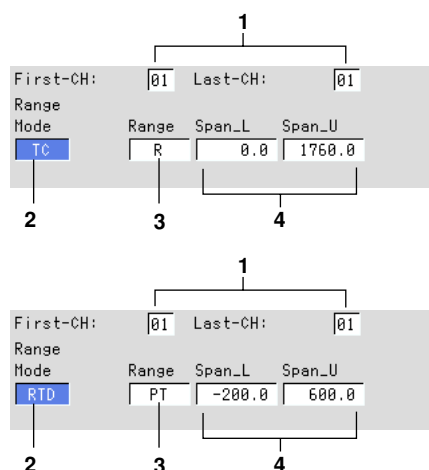 1
First-CH: 01 Last-CH: 01
Range
Mode Range Span_L Span_U
TC R 0.0 1760.0
2 3 4
1
First-CH: 01 Last-CH: 01
Range
Mode Range Span_L Span_U
RTD PT -200.0 600.0
2 3 4